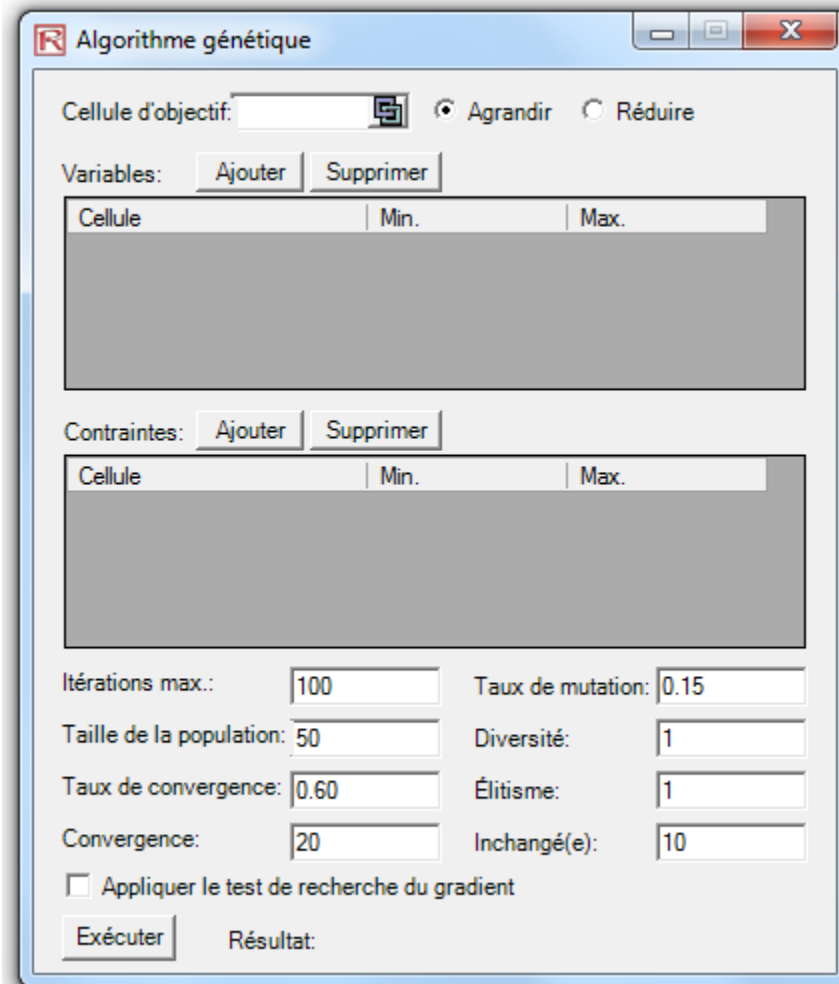 Algorithme génétique
Cellule d'objectif: Agrandir Réduire
Variables: Ajouter Supprimer
Cellule Min. Max.
Contraintes: Ajouter Supprimer
Cellule Min. Max.
Itérations max.: 100 Taux de mutation: 0.15
Taille de la population: 50 Diversité: 1
Taux de convergence: 0.60 Élitisme: 1
Convergence: 20 Inchangé(e): 10
Appliquer le test de recherche du gradient
Exécuter Résultat: